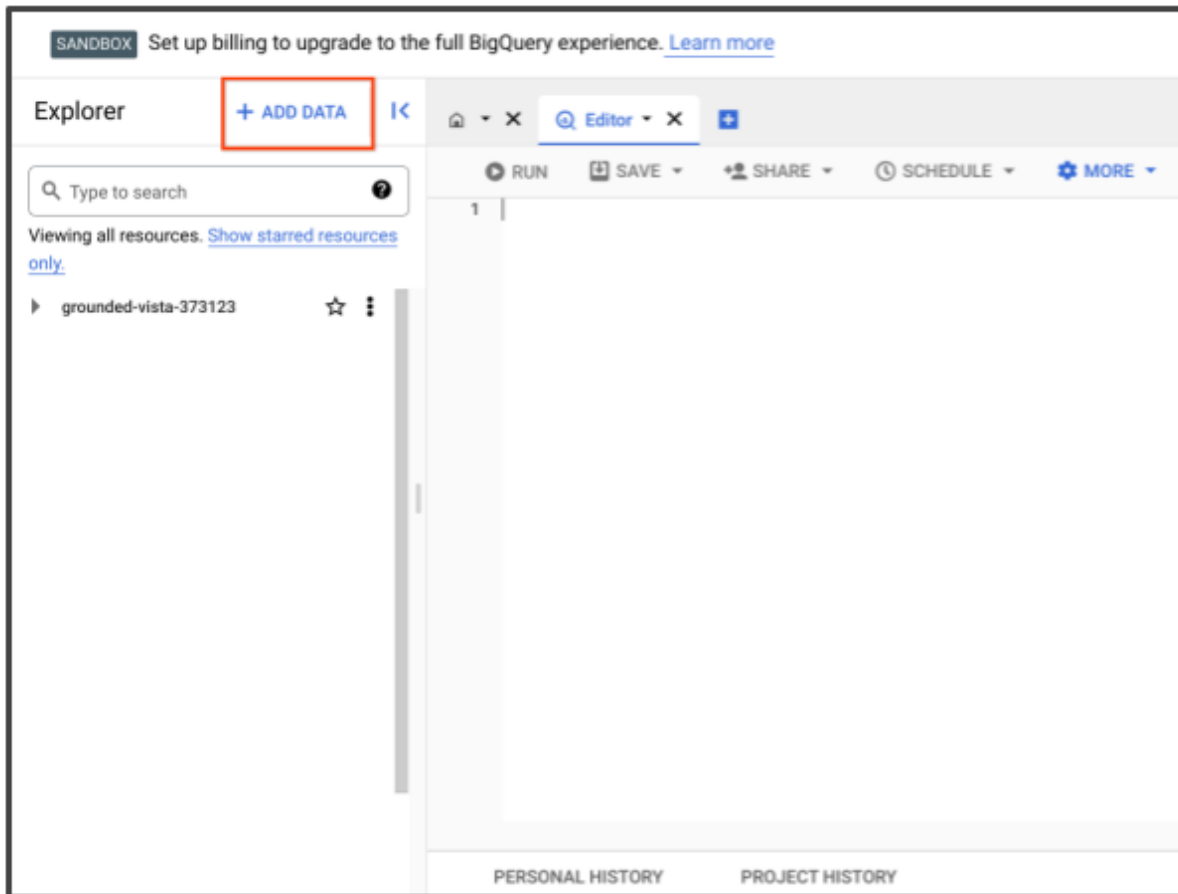 SANDBOX Set up billing to upgrade to the full BigQuery experience. Learn more
Explorer
+ ADD DATA
Type to search
Viewing all resources. Show starred resources
only.
grounded-vista-373123
Editor
RUN SAVE SHARE SCHEDULE MORE
1
PERSONAL HISTORY PROJECT HISTORY